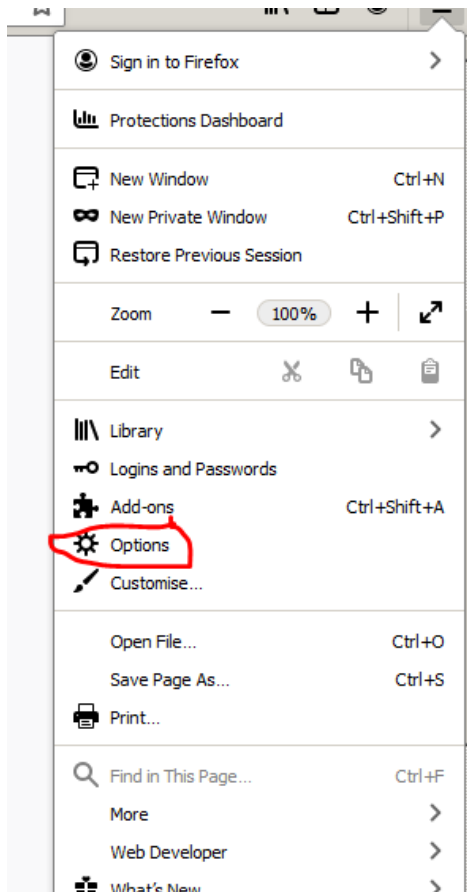 Sign in to Firefox
Protections Dashboard
New Window Ctrl+N
New Private Window Ctrl+Shift+P
Restore Previous Session
Zoom 100%
Edit
Library
Logins and Passwords
Add-ons Ctrl+Shift+A
Options
Customise...
Open File... Ctrl+O
Save Page As... Ctrl+S
Print...
Find in This Page... Ctrl+F
More
Web Developer
What's New